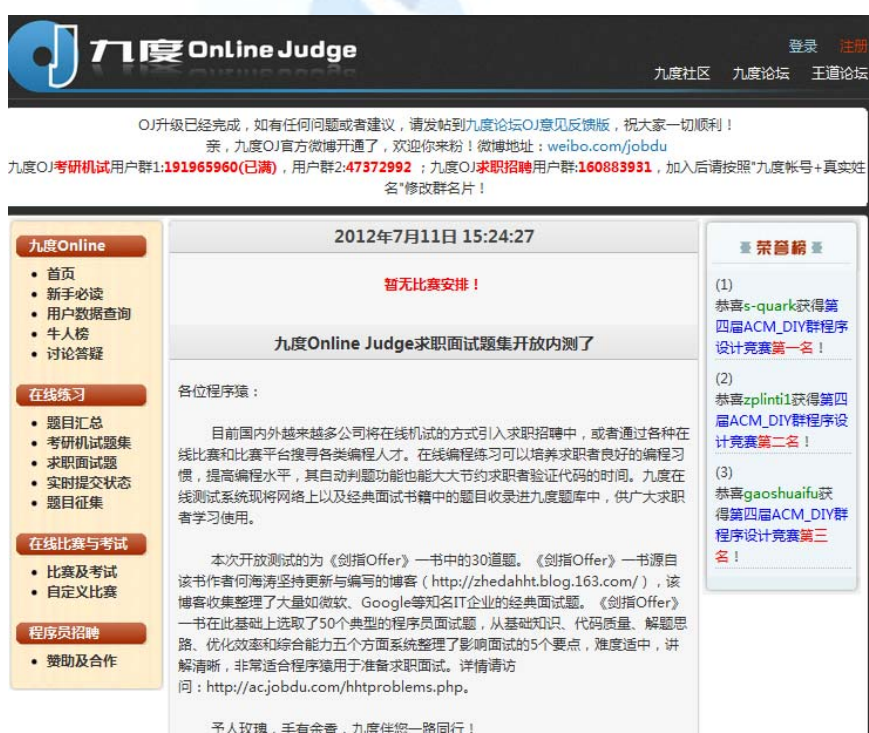 九度OnlineJudge
登录 注册
九度社区 九度论坛 王道论坛
OJ升级已经完成，如有任何问题或者建议，请发帖到九度论坛OJ意见反馈版，祝大家一切顺利！
亲，九度OJ官方微博开通了，欢迎你来粉！微博地址：weibo.com/jobdu
九度OJ考研机试用户群1:191965960(已满)，用户群2:47372992 ；九度OJ求职招聘用户群:160883931，加入后请按照"九度帐号+真实姓
名"修改群名片！
九度Online
首页
新手必读
用户数据查询
牛人榜
讨论答疑
在线练习
题目汇总
考研机试题集
求职面试题
实时提交状态
题目征集
在线比赛与考试
比赛及考试
自定义比赛
程序员招聘
赞助及合作
2012年7月11日 15:24:27
暂无比赛安排！
九度Online Judge求职面试题集开放内测了
各位程序猿：
目前国内外越来越多公司将在线机试的方式引入求职招聘中，或者通过各种在
线比赛和比赛平台搜寻各类编程人才。在线编程练习可以培养求职者良好的编程习
惯，提高编程水平，其自动判题功能也能大大节约求职者验证代码的时间。九度在
线测试系统现将网络上以及经典面试书籍中的题目收录进九度题库中，供广大求职
者学习使用。
本次开放测试的为《剑指Offer》一书中的30道题。《剑指Offer》一书源自
该书作者何海涛坚持更新与编写的博客（http://zhedahht.blog.163.com/），该
博客收集整理了大量如微软、Google等知名IT企业的经典面试题。《剑指Offer》
一书在此基础上选取了50个典型的程序员面试题，从基础知识、代码质量、解题思
路、优化效率和综合能力五个方面系统整理了影响面试的5个要点，难度适中，讲
解清晰，非常适合程序猿用于准备求职面试。详情请访
问：http://ac.jobdu.com/hhtproblems.php。
予人玫瑰，手有余香，九度伴您一路同行！
荣誉榜
(1)
恭喜s-quark获得第
四届ACM_DIY群程序
设计竞赛第一名！
(2)
恭喜zplinti1获得第四
届ACM_DIY群程序设
计竞赛第二名！
(3)
恭喜gaoshuaifu获
得第四届ACM_DIY群
程序设计竞赛第三
名！